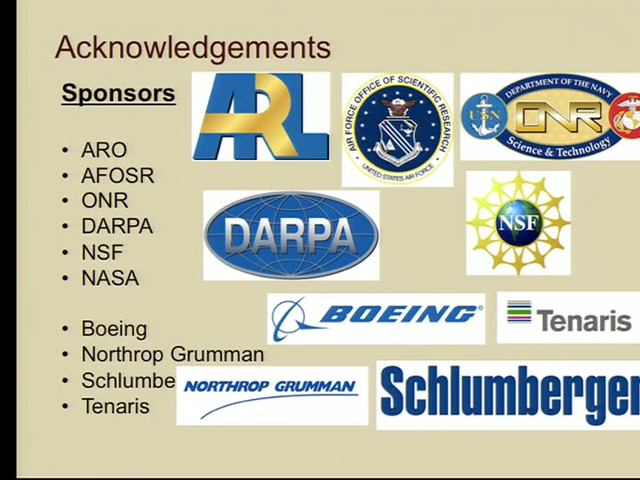 Acknowledgements
Sponsors
• ARO
• AFOSR
• ONR
• DARPA
• NSF
• NASA
• Boeing
• Northrop Grumman
• Schlumbe
• Tenaris
ARL
AIR FORCE OFFICE OF SCIENTIFIC RESEARCH
UNITED STATES AIR FORCE
DEPARTMENT OF THE NAVY
USN
ONR
Science & Technology
DARPA
NSF
BOEING
Tenaris
NORTHROP GRUMMAN
Schlumberger